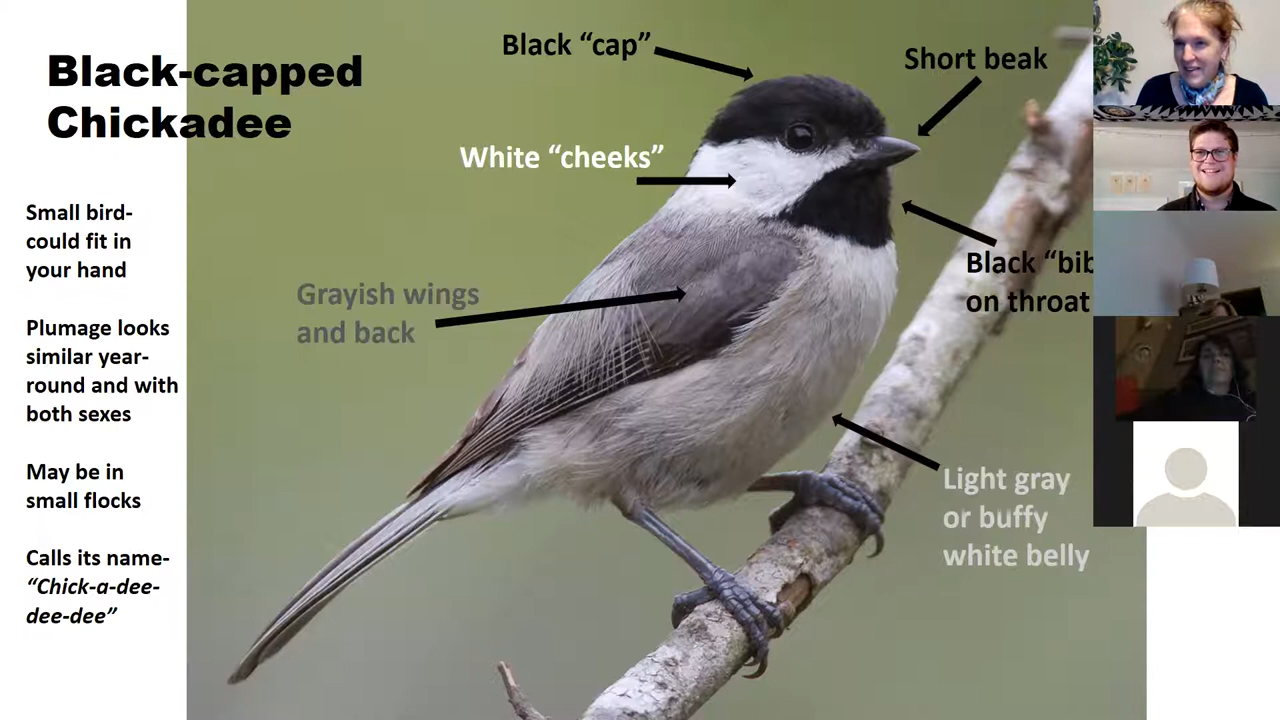 Black-capped
Chickadee
Small bird-
could fit in
your hand
Plumage looks
similar year-
round and with
both sexes
May be in
small flocks
Calls its name-
“Chick-a-dee-
dee-dee”
Black “cap”
Short beak
White “cheeks”
Black “bib
on throat
Grayish wings
and back
Light gray
or buffy
white belly